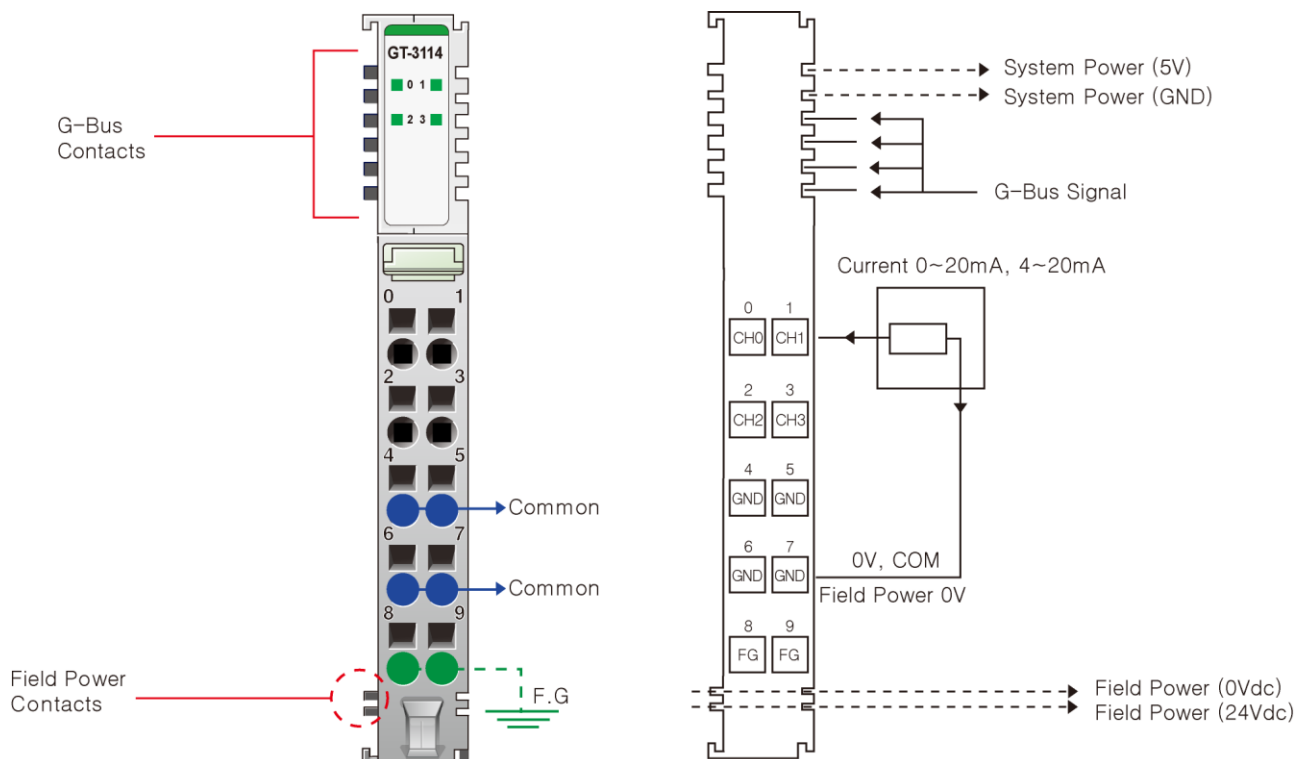 GT-3114
0 1
2 3
G-Bus
Contacts
0 1
2 3
4 5
Common
6 7
Common
8 9
Field Power
Contacts
F.G
System Power (5V)
System Power (GND)
G-Bus Signal
Current 0~20mA, 4~20mA
0 1
CH0 CH1
2 3
CH2 CH3
4 5
GND GND
6 7
GND GND
0V, COM
Field Power 0V
8 9
FG FG
Field Power (0Vdc)
Field Power (24Vdc)